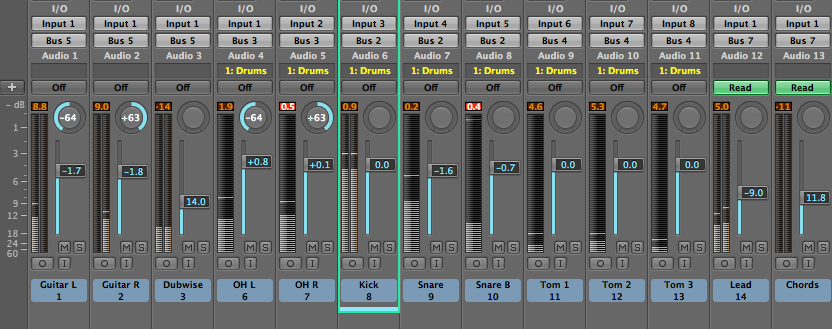 I/O I/O I/O I/O I/O I/O I/O I/O I/O I/O I/O I/O I/O
Input 1 Input 1 Input 1 Input 1 Input 2 Input 3 Input 4 Input 5 Input 6 Input 7 Input 8 Input 1 Input 1
Bus 5 Bus 5 Bus 5 Bus 3 Bus 3 Bus 2 Bus 2 Bus 2 Bus 4 Bus 4 Bus 4 Bus 7 Bus 7
Audio 1 Audio 2 Audio 3 Audio 4 Audio 5 Audio 6 Audio 7 Audio 8 Audio 9 Audio 10 Audio 11 Audio 12 Audio 13
1: Drums 1: Drums 1: Drums 1: Drums 1: Drums 1: Drums 1: Drums 1: Drums
+ Off Off Off Off Off Off Off Off Off Off Off Read Read
- dB 8.8 9.0 -14 1.9 0.5 0.9 0.2 0.4 4.6 5.3 4.7 5.0 -11
-64 +63 -64 +63
1
3
-1.7 -1.8 +0.8 +0.1 0.0 -1.6 -0.7 0.0 0.0 0.0
6
-9.0
9 14.0 11.8
12
18
24 M S M S M S M S M S M S M S M S M S M S M S M S M S
60
O I O I O I O I O I O I O I O I O I O I O I O I O I
Guitar L Guitar R Dubwise OH L OH R Kick Snare Snare B Tom 1 Tom 2 Tom 3 Lead Chords
1 2 3 6 7 8 9 10 11 12 13 14